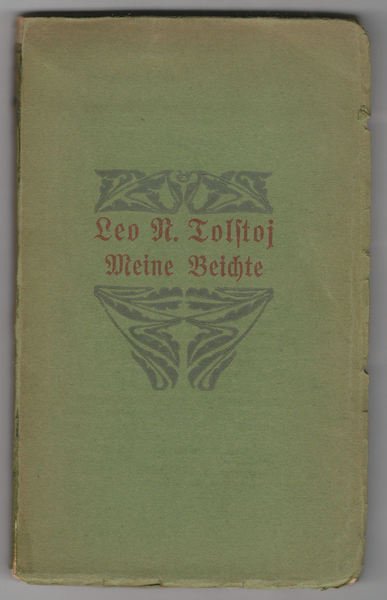 Leo N. Tolſtoj
Meine Beichte